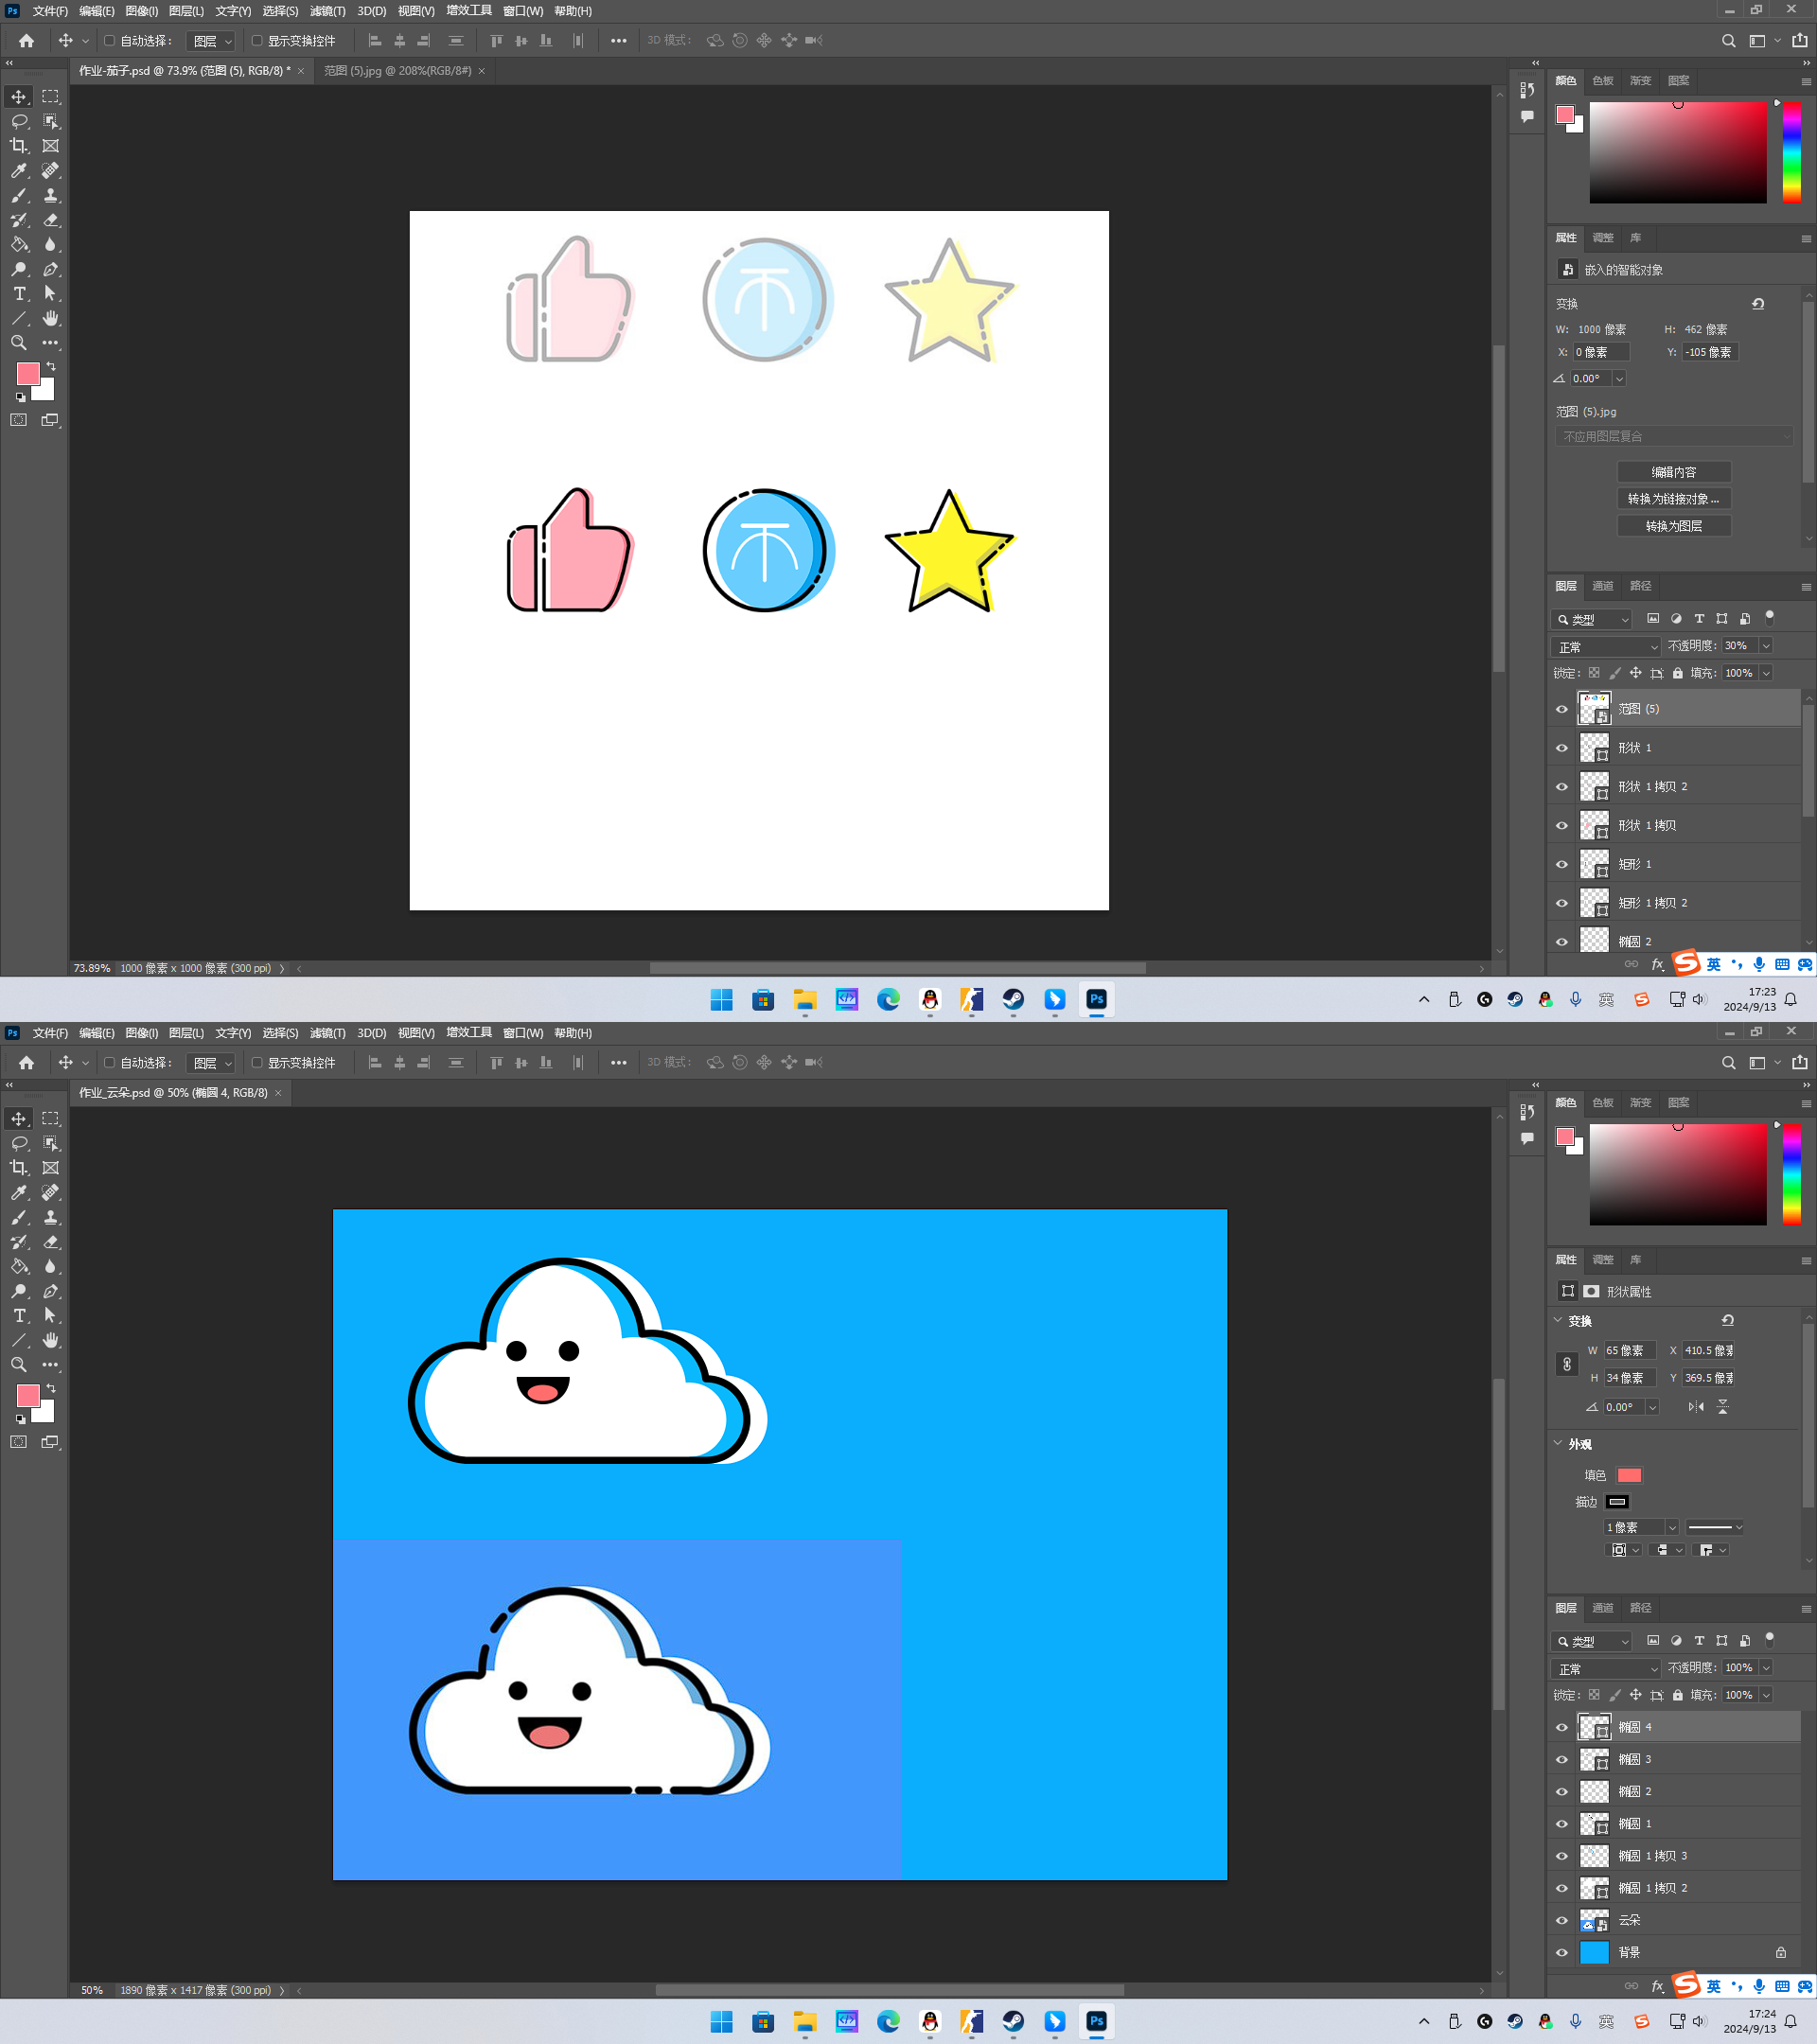 Ps 文件(F) 编辑(E) 图像(I) 图层(L) 文字(Y) 选择(S) 滤镜(T) 3D(D) 视图(V) 增效工具 窗口(W) 帮助(H)
自动选择： 图层 显示变换控件 3D 模式：
作业-茄子.psd @ 73.9% (范图 (5), RGB/8) * × 范图 (5).jpg @ 208%(RGB/8#) ×
颜色 色板 渐变 图案
属性 调整 库
嵌入的智能对象
变换
W: 1000 像素 H: 462 像素
X: 0 像素 Y: -105 像素
0.00°
范图 (5).jpg
不应用图层复合
编辑内容
转换为链接对象...
转换为图层
图层 通道 路径
类型
正常 不透明度: 30%
锁定: 填充: 100%
范图 (5)
形状 1
形状 1 拷贝 2
形状 1 拷贝
矩形 1
矩形 1 拷贝 2
椭圆 2
fx 英
73.89% 1000 像素 x 1000 像素 (300 ppi)
Ps 英 17:23
2024/9/13
Ps 文件(F) 编辑(E) 图像(I) 图层(L) 文字(Y) 选择(S) 滤镜(T) 3D(D) 视图(V) 增效工具 窗口(W) 帮助(H)
自动选择： 图层 显示变换控件 3D 模式：
作业_云朵.psd @ 50% (椭圆 4, RGB/8) ×
颜色 色板 渐变 图案
属性 调整 库
形状属性
变换
W 65 像素 X 410.5 像素
H 34 像素 Y 369.5 像素
0.00°
外观
填色
描边
1 像素
图层 通道 路径
类型
正常 不透明度: 100%
锁定: 填充: 100%
椭圆 4
椭圆 3
椭圆 2
椭圆 1
椭圆 1 拷贝 3
椭圆 1 拷贝 2
云朵
背景
fx 英
50% 1890 像素 x 1417 像素 (300 ppi)
Ps 英 17:24
2024/9/13